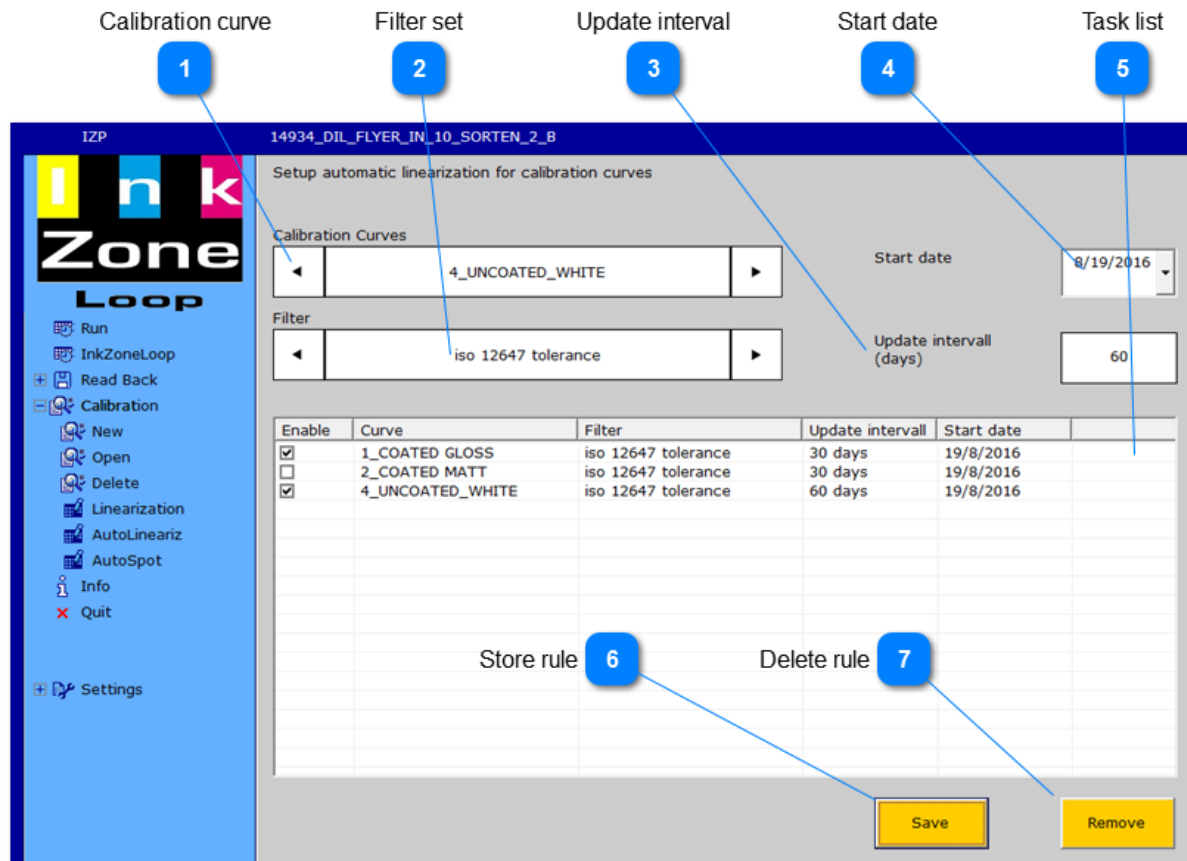 Calibration curve Filter set Update interval Start date Task list
1 2 3 4 5
IZP 14934_DIL_FLYER_IN_10_SORTEN_2_B
Ink
Zone
Loop
Run
InkZoneLoop
Read Back
Calibration
New
Open
Delete
Linearization
AutoLineariz
AutoSpot
Info
Quit
Settings
Setup automatic linearization for calibration curves
Calibration Curves
4_UNCOATED_WHITE
Start date 8/19/2016
Filter
iso 12647 tolerance
Update intervall
(days) 60
Enable Curve Filter Update intervall Start date
1_COATED GLOSS iso 12647 tolerance 30 days 19/8/2016
2_COATED MATT iso 12647 tolerance 30 days 19/8/2016
4_UNCOATED_WHITE iso 12647 tolerance 60 days 19/8/2016
Store rule 6 Delete rule 7
Save Remove